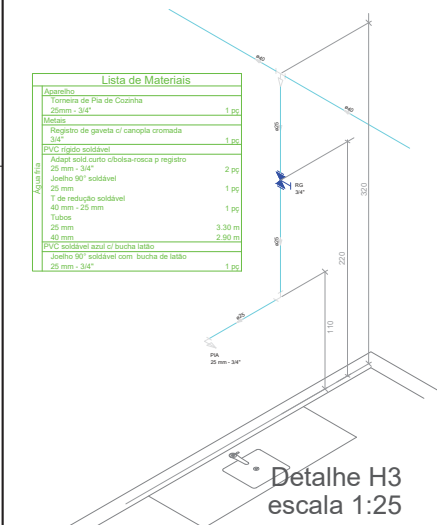 Lista de Materiais
Água fria
Aparelho
Torneira de Pia de Cozinha
25mm - 3/4" 1 pç
Metais
Registro de gaveta c/ canopla cromada
3/4" 1 pç
PVC rígido soldável
Adapt sold.curto c/bolsa-rosca p registro
25 mm - 3/4" 2 pç
Joelho 90° soldável
25 mm 1 pç
T de redução soldável
40 mm - 25 mm 1 pç
Tubos
25 mm 3.30 m
40 mm 2.90 m
PVC soldável azul c/ bucha latão
Joelho 90° soldável com bucha de latão
25 mm - 3/4" 1 pç
ø40
ø40
ø25
RG
3/4"
ø25
ø25
PIA
25 mm - 3/4"
320
220
110
Detalhe H3
escala 1:25